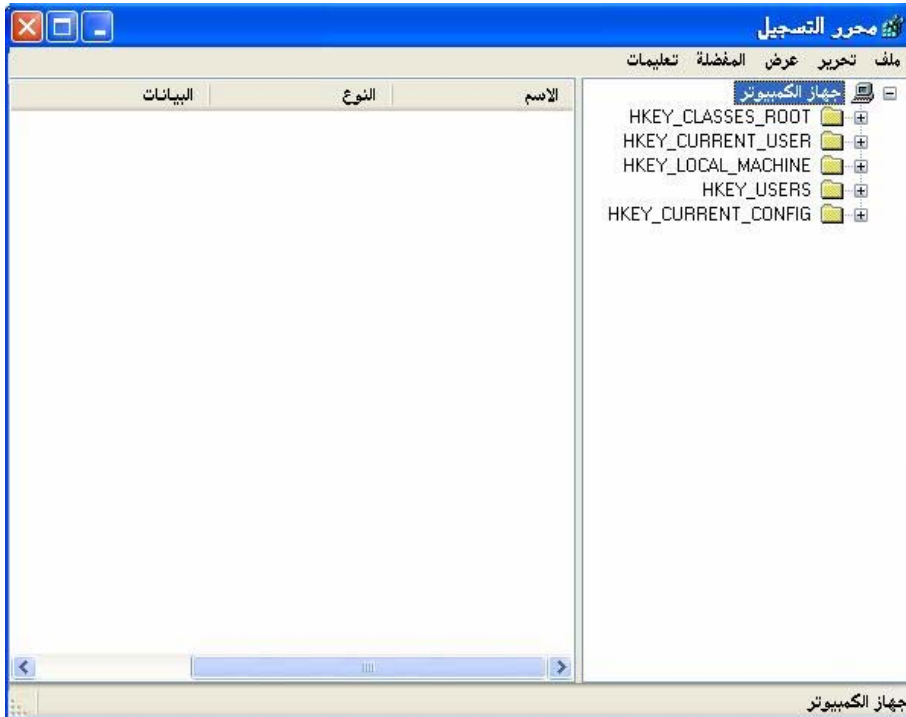 محرر التسجيل
ملف تحرير عرض المفضلة تعليمات
جهاز الكمبيوتر
HKEY_CLASSES_ROOT
HKEY_CURRENT_USER
HKEY_LOCAL_MACHINE
HKEY_USERS
HKEY_CURRENT_CONFIG
الاسم النوع البيانات
جهاز الكمبيوتر